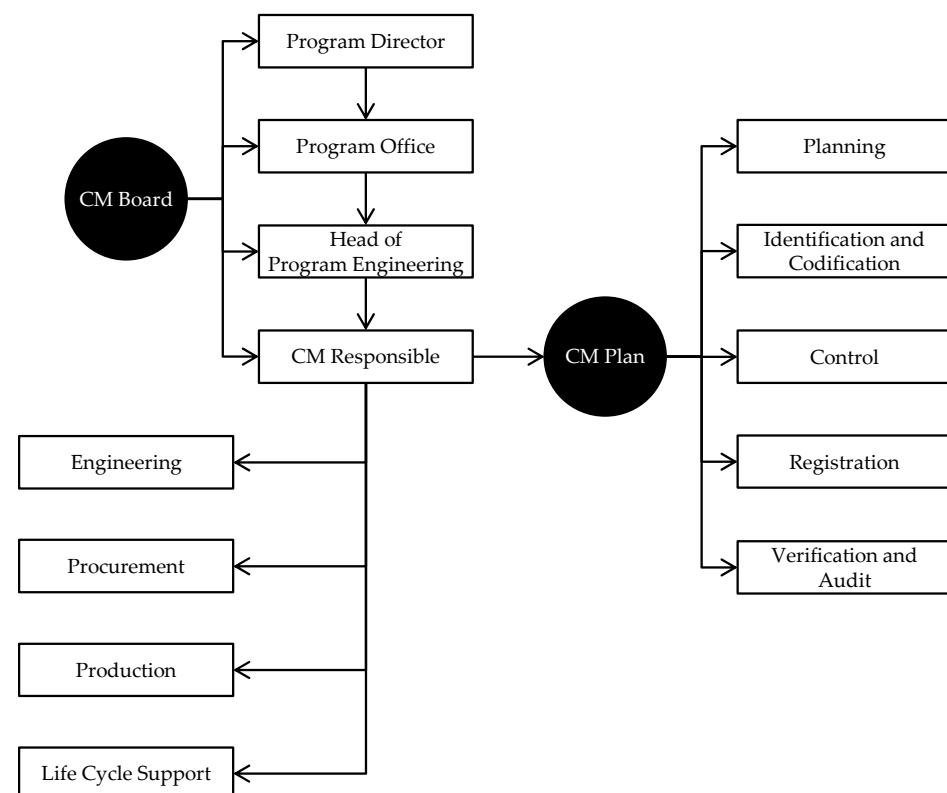 Program Director
Program Office
CM Board
Head of
Program Engineering
CM Responsible
Engineering
Procurement
Production
Life Cycle Support
CM Plan
Planning
Identification and
Codification
Control
Registration
Verification and
Audit